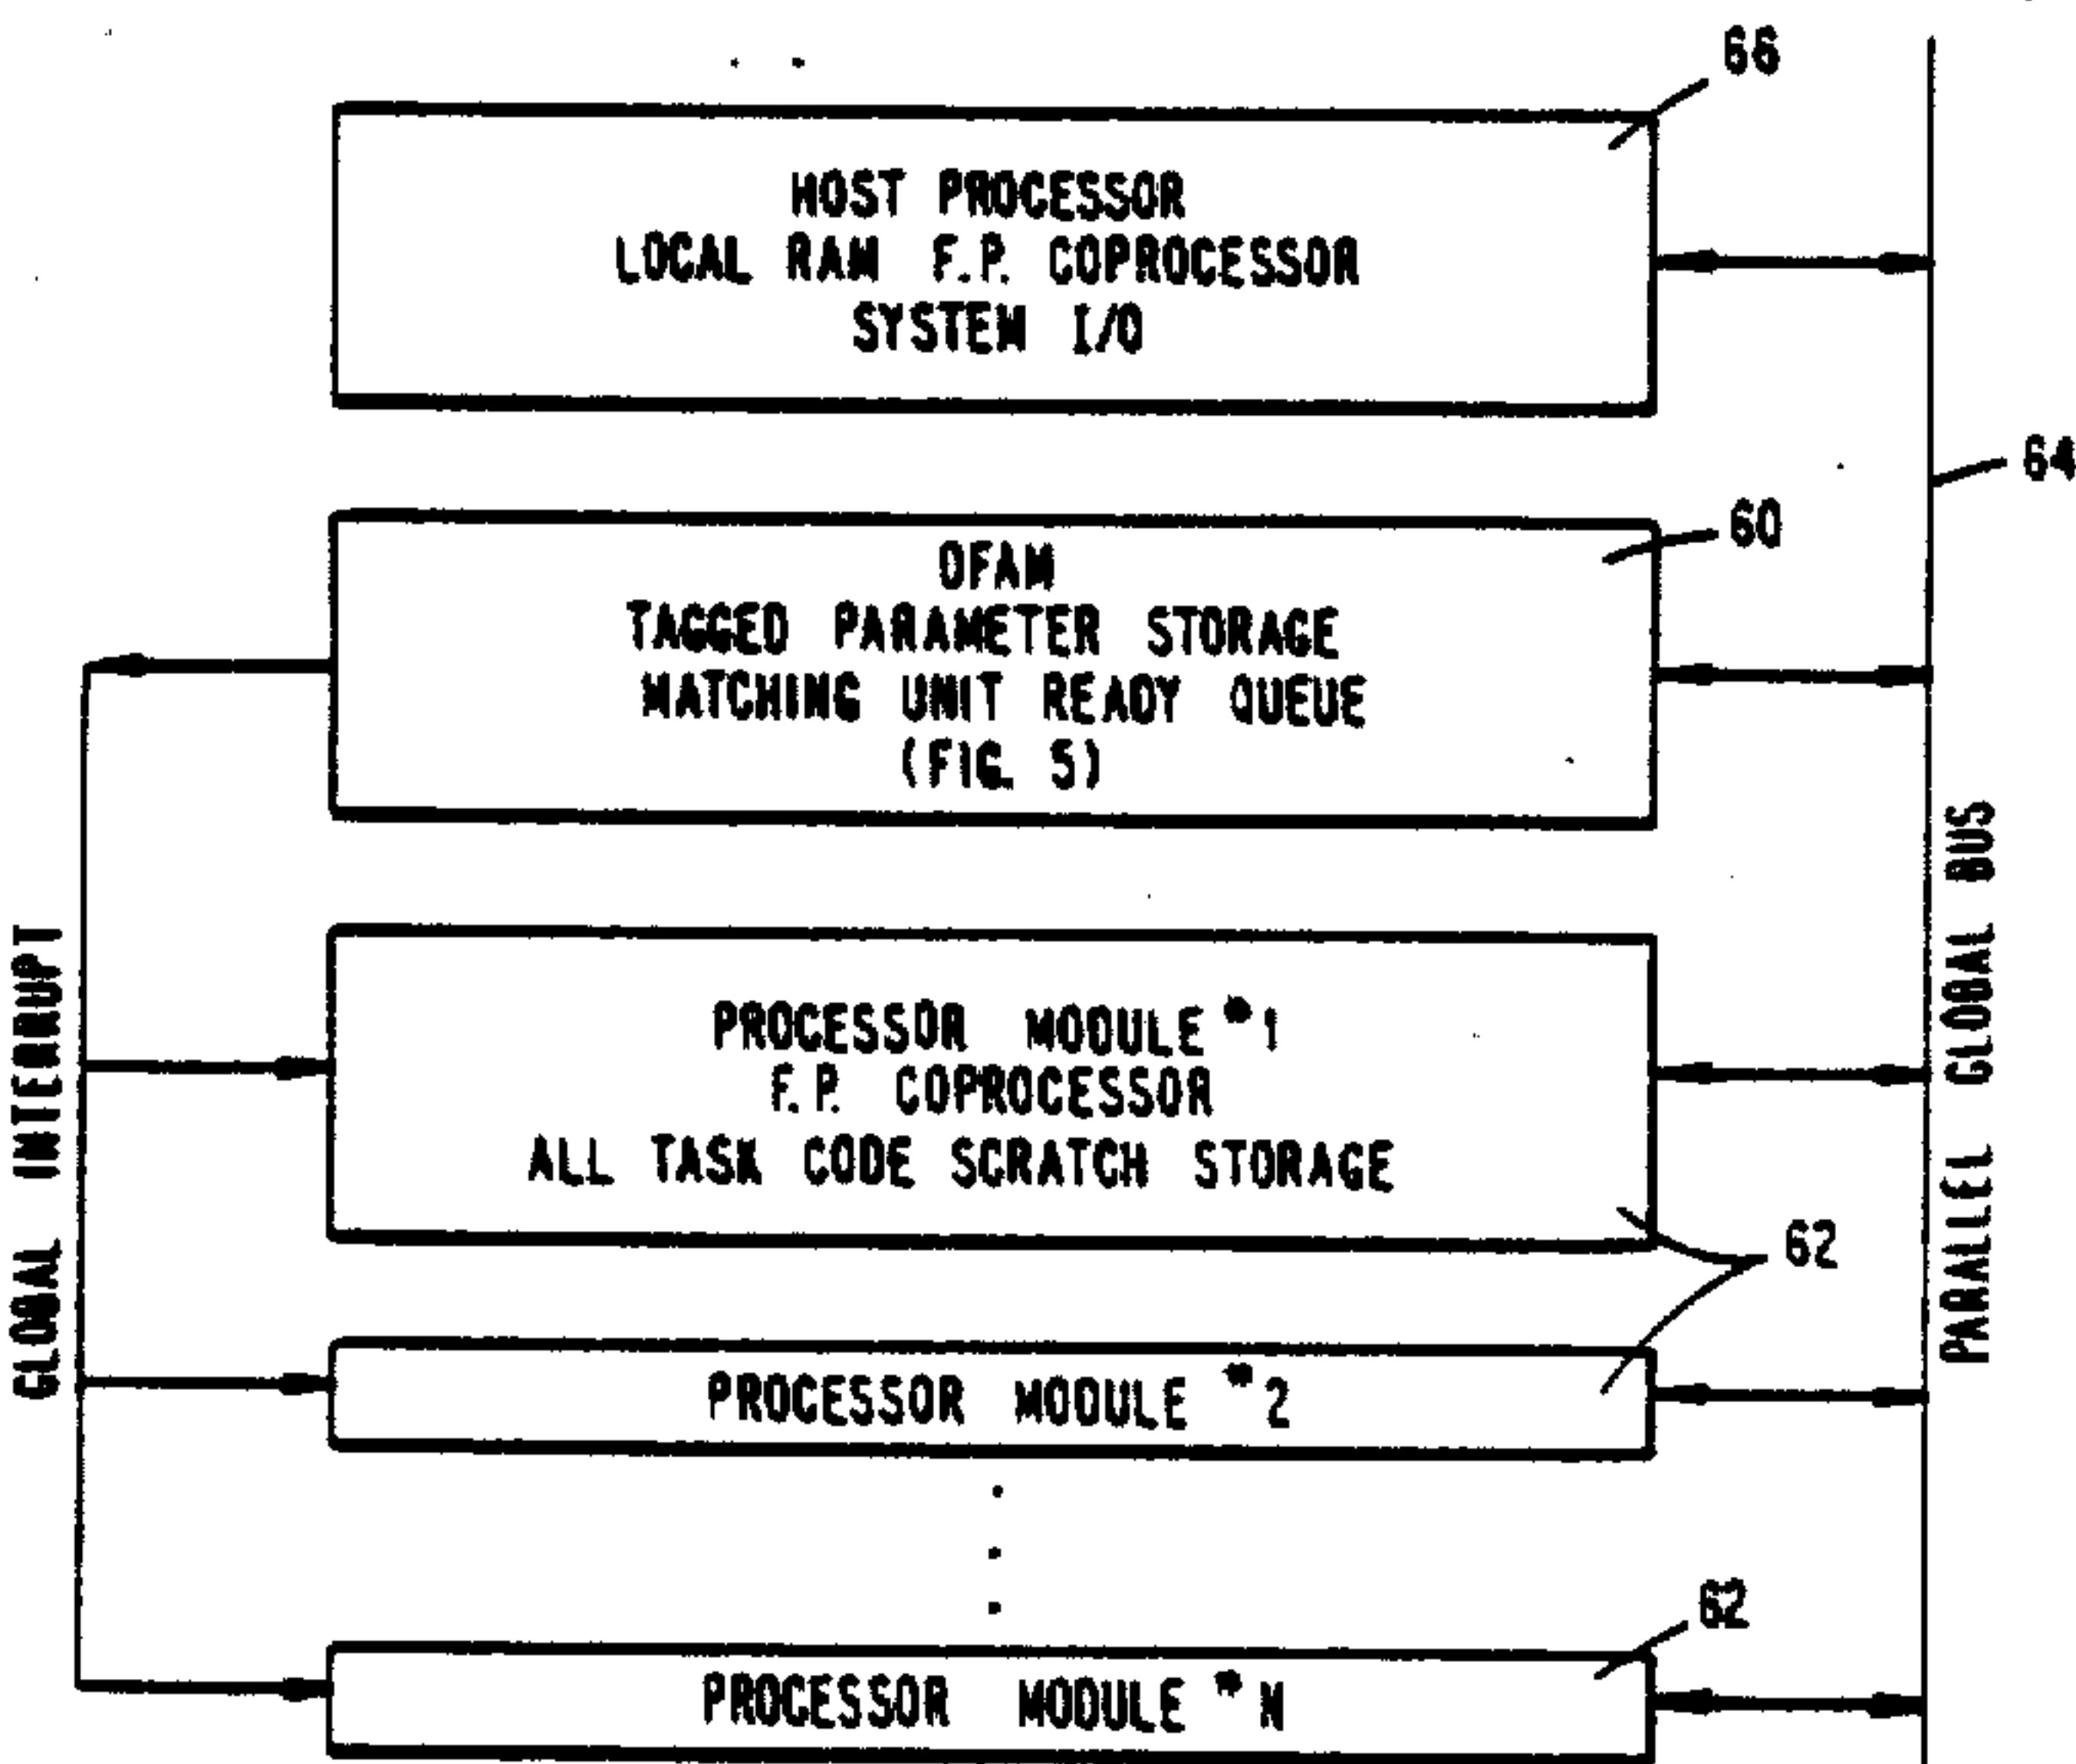 66
HOST PROCESSOR
LOCAL RAM F.P. COPROCESSOR
SYSTEM I/O
64
60
OFAM
TAGGED PARAMETER STORAGE
MATCHING UNIT READY QUEUE
(FIG. 5)
GLOBAL INTERRUPT
PARALLEL GLOBAL BUS
PROCESSOR MODULE #1
F.P. COPROCESSOR
ALL TASK CODE SCRATCH STORAGE
62
PROCESSOR MODULE #2
62
PROCESSOR MODULE #N